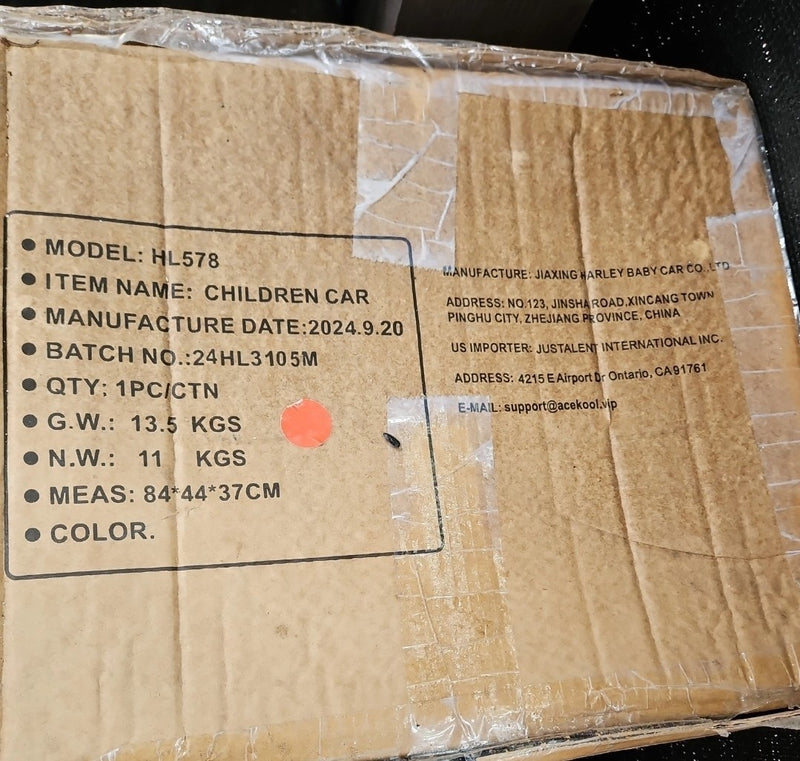 ● MODEL: HL578
● ITEM NAME: CHILDREN CAR
● MANUFACTURE DATE:2024.9.20
● BATCH NO.:24HL3105M
● QTY: 1PC/CTN
● G.W.: 13.5 KGS
● N.W.: 11 KGS
● MEAS: 84*44*37CM
● COLOR.
MANUFACTURE: JIAXING HARLEY BABY CAR CO.,LTD
ADDRESS: NO.123, JINSHA ROAD,XINCANG TOWN
PINGHU CITY, ZHEJIANG PROVINCE, CHINA
US IMPORTER: JUSTALENT INTERNATIONAL INC.
ADDRESS: 4215 E Airport Dr Ontario, CA 91761
E-MAIL: support@acekool.vip